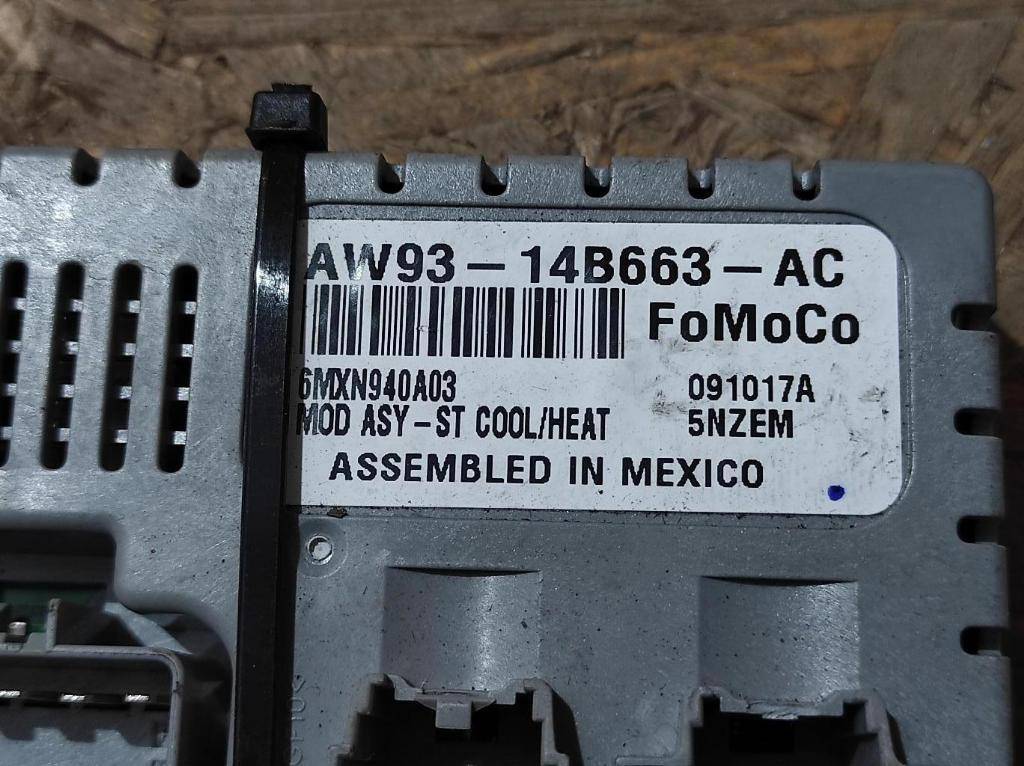 AW93-14B663-AC
FoMoCo
6MXN940A03 091017A
MOD ASY-ST COOL/HEAT 5NZEM
ASSEMBLED IN MEXICO